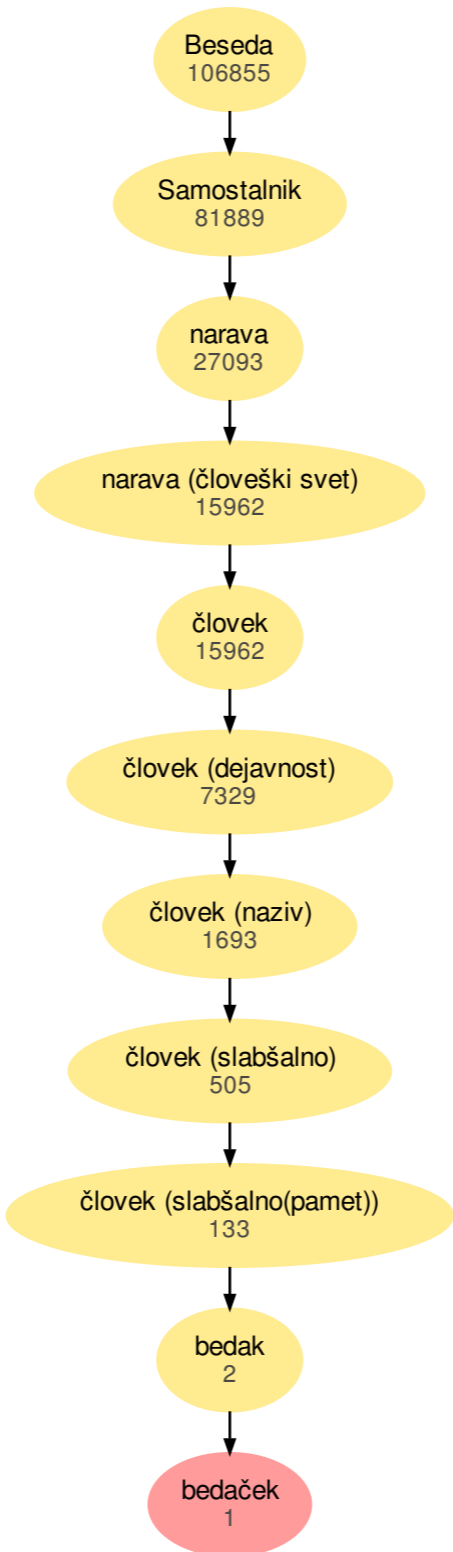 Beseda
106855
Samostalnik
81889
narava
27093
narava (človeški svet)
15962
človek
15962
človek (dejavnost)
7329
človek (naziv)
1693
človek (slabšalno)
505
človek (slabšalno(pamet))
133
bedak
2
bedaček
1